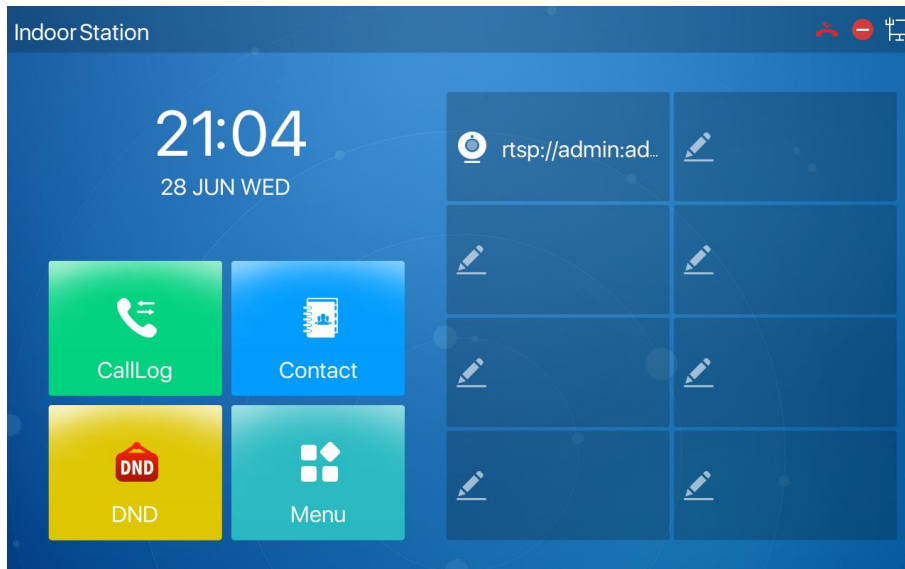 Indoor Station
21:04
28 JUN WED
rtsp://admin:ad...
CallLog
Contact
DND
DND
Menu